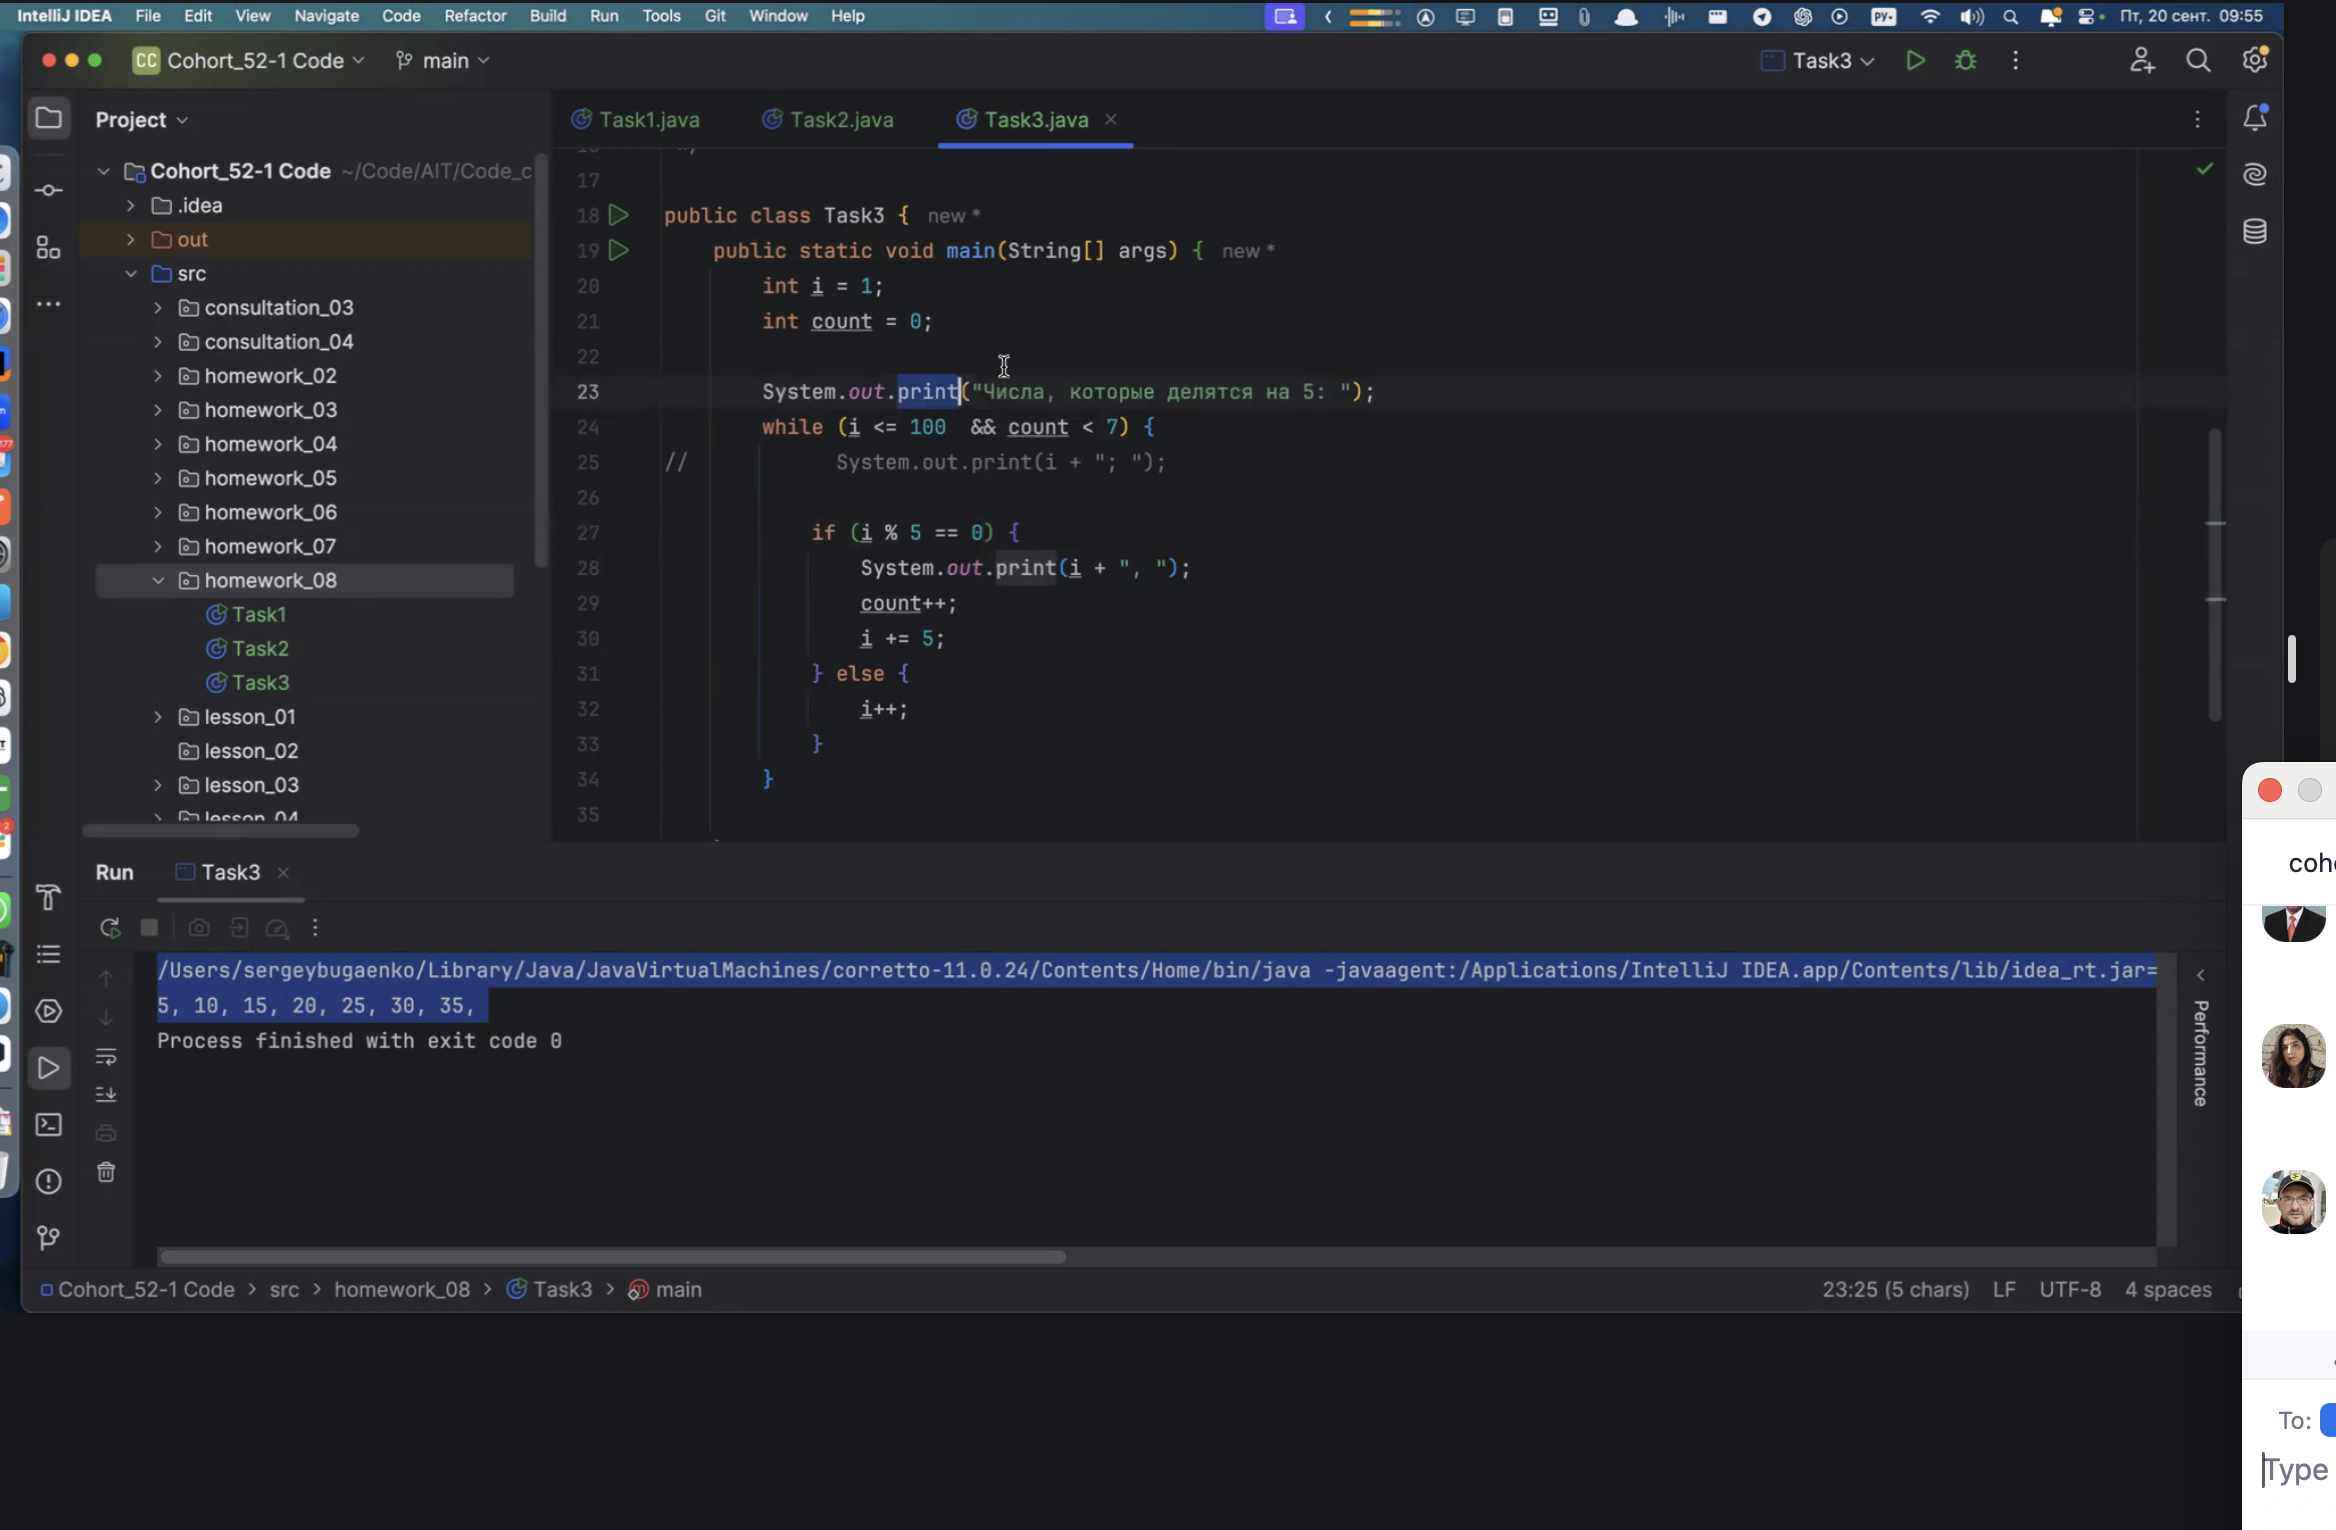 IntelliJ IDEA File Edit View Navigate Code Refactor Build Run Tools Git Window Help РУ Пт, 20 сент. 09:55
CC Cohort_52-1 Code main Task3
Project
Task1.java Task2.java Task3.java
Cohort_52-1 Code ~/Code/AIT/Code_c
.idea
out
src
consultation_03
consultation_04
homework_02
homework_03
homework_04
homework_05
homework_06
homework_07
homework_08
Task1
Task2
Task3
lesson_01
lesson_02
lesson_03
lesson_04
17
18 public class Task3 { new *
19 public static void main(String[] args) { new *
20 int i = 1;
21 int count = 0;
22
23 System.out.print("Числа, которые делятся на 5: ");
24 while (i <= 100 && count < 7) {
25 // System.out.print(i + "; ");
26
27 if (i % 5 == 0) {
28 System.out.print(i + ", ");
29 count++;
30 i += 5;
31 } else {
32 i++;
33 }
34 }
35
Run Task3
/Users/sergeybugaenko/Library/Java/JavaVirtualMachines/corretto-11.0.24/Contents/Home/bin/java -javaagent:/Applications/IntelliJ IDEA.app/Contents/lib/idea_rt.jar=
5, 10, 15, 20, 25, 30, 35,
Process finished with exit code 0
Performance
Cohort_52-1 Code > src > homework_08 > Task3 > main 23:25 (5 chars) LF UTF-8 4 spaces
177
2
coh
To:
Type